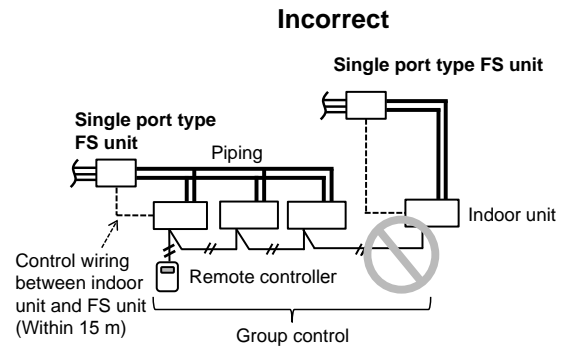 Incorrect
Single port type FS unit
Single port type
FS unit
Piping
Indoor unit
Control wiring
between indoor
unit and FS unit
(Within 15 m)
Remote controller
Group control